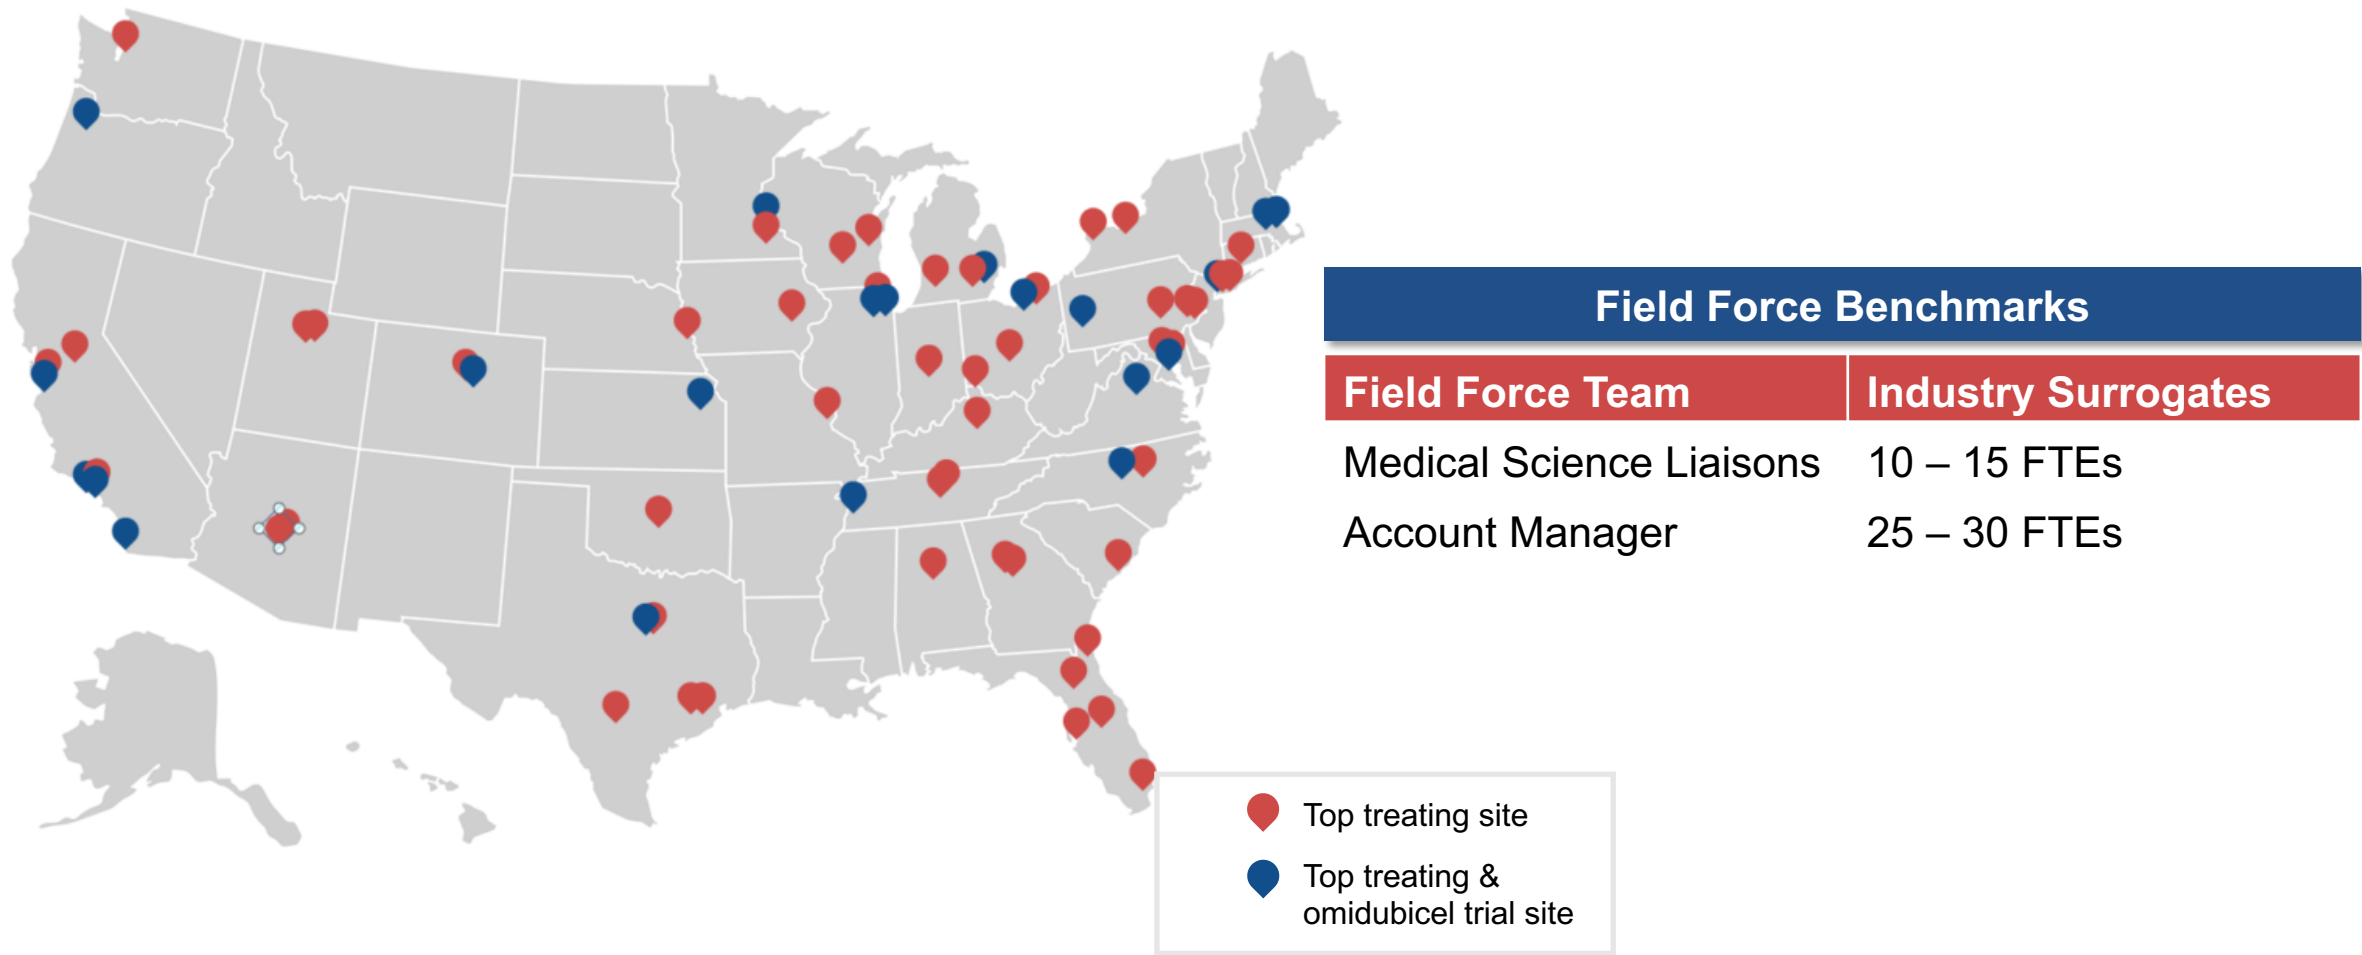 Field Force Benchmarks
Field Force Team Industry Surrogates
Medical Science Liaisons 10 – 15 FTEs
Account Manager 25 – 30 FTEs
Top treating site
Top treating &
omidubicel trial site